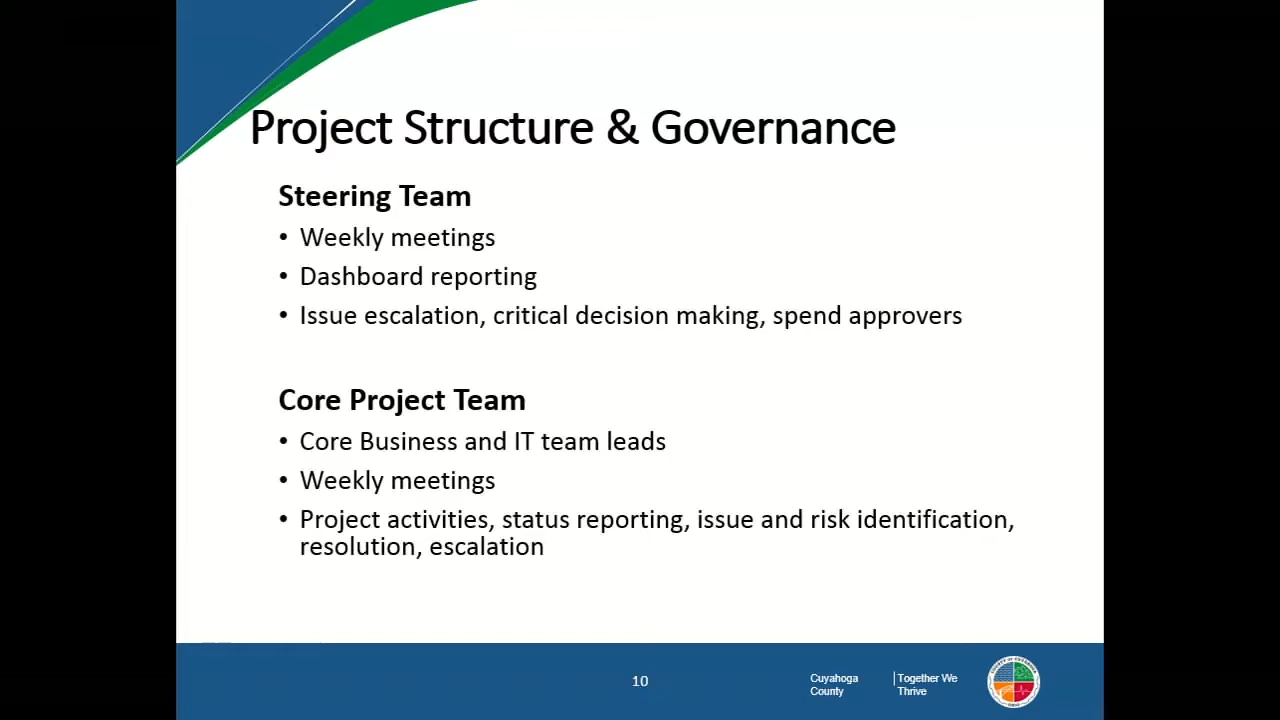 Project Structure & Governance
Steering Team
• Weekly meetings
• Dashboard reporting
• Issue escalation, critical decision making, spend approvers
Core Project Team
• Core Business and IT team leads
• Weekly meetings
• Project activities, status reporting, issue and risk identification,
resolution, escalation
10
Cuyahoga
County
Together We
Thrive